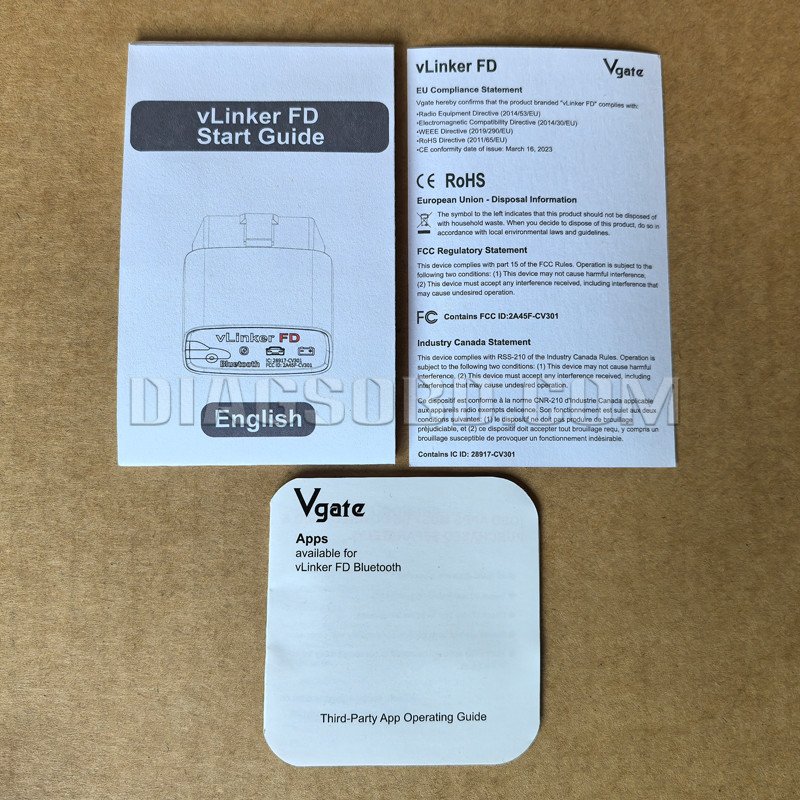 vLinker FD
Start Guide
vLinker FD
Bluetooth
IC: 28917-CV301
FCC ID: 2A45F-CV301
English
vLinker FD
Vgate
EU Compliance Statement
Vgate hereby confirms that the product branded "vLinker FD" complies with:
•Radio Equipment Directive (2014/53/EU)
•Electromagnetic Compatibility Directive (2014/30/EU)
•WEEE Directive (2019/290/EU)
•RoHS Directive (2011/65/EU)
•CE conformity date of issue: March 16, 2023
CE RoHS
European Union - Disposal Information
The symbol to the left indicates that this product should not be disposed of
with household waste. When you decide to dispose of this product, do so in
accordance with local environmental laws and guidelines.
FCC Regulatory Statement
This device complies with part 15 of the FCC Rules. Operation is subject to the
following two conditions: (1) This device may not cause harmful interference,
(2) This device must accept any interference received, including interference that
may cause undesired operation.
FC Contains FCC ID:2A45F-CV301
Industry Canada Statement
This device complies with RSS-210 of the Industry Canada Rules. Operation is
subject to the following two conditions: (1) This device may not cause harmful
interference, (2) This device must accept any interference received, including
interference that may cause undesired operation.
Ce dispositif est conforme à la norme CNR-210 d'Industrie Canada applicable
aux appareils radio exempts delicence. Son fonctionnement est sujet aux deux
conditions suivantes: (1) le dispositif ne doit pas produire de brouillage
préjudiciable, et (2) ce dispositif doit accepter tout brouillage reçu, y compris un
brouillage susceptible de provoquer un fonctionnement indésirable.
Contains IC ID: 28917-CV301
Vgate
Apps
available for
vLinker FD Bluetooth
Third-Party App Operating Guide